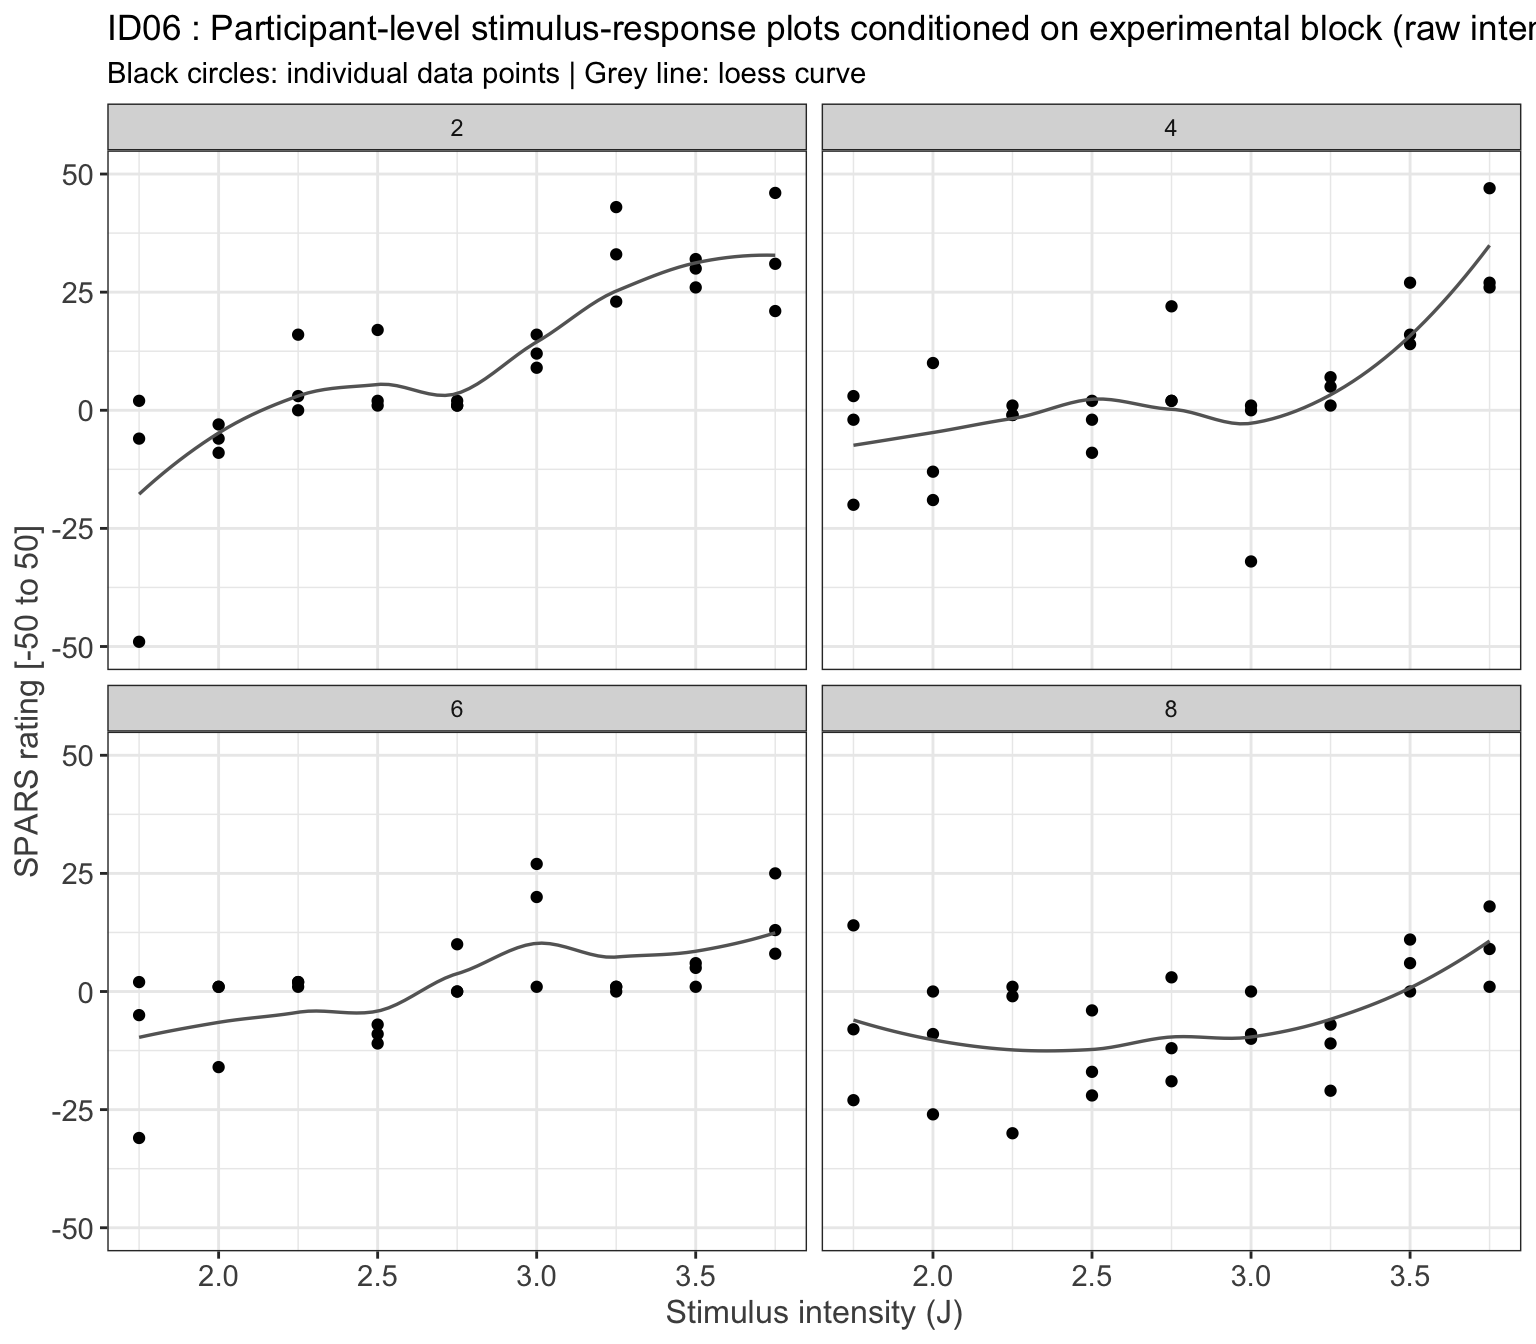 ID06 : Participant-level stimulus-response plots conditioned on experimental block (raw inter
Black circles: individual data points | Grey line: loess curve
2
4
50
25
0
-25
-50
6
8
50
25
0
-25
-50
SPARS rating [-50 to 50]
2.0 2.5 3.0 3.5
2.0 2.5 3.0 3.5
Stimulus intensity (J)